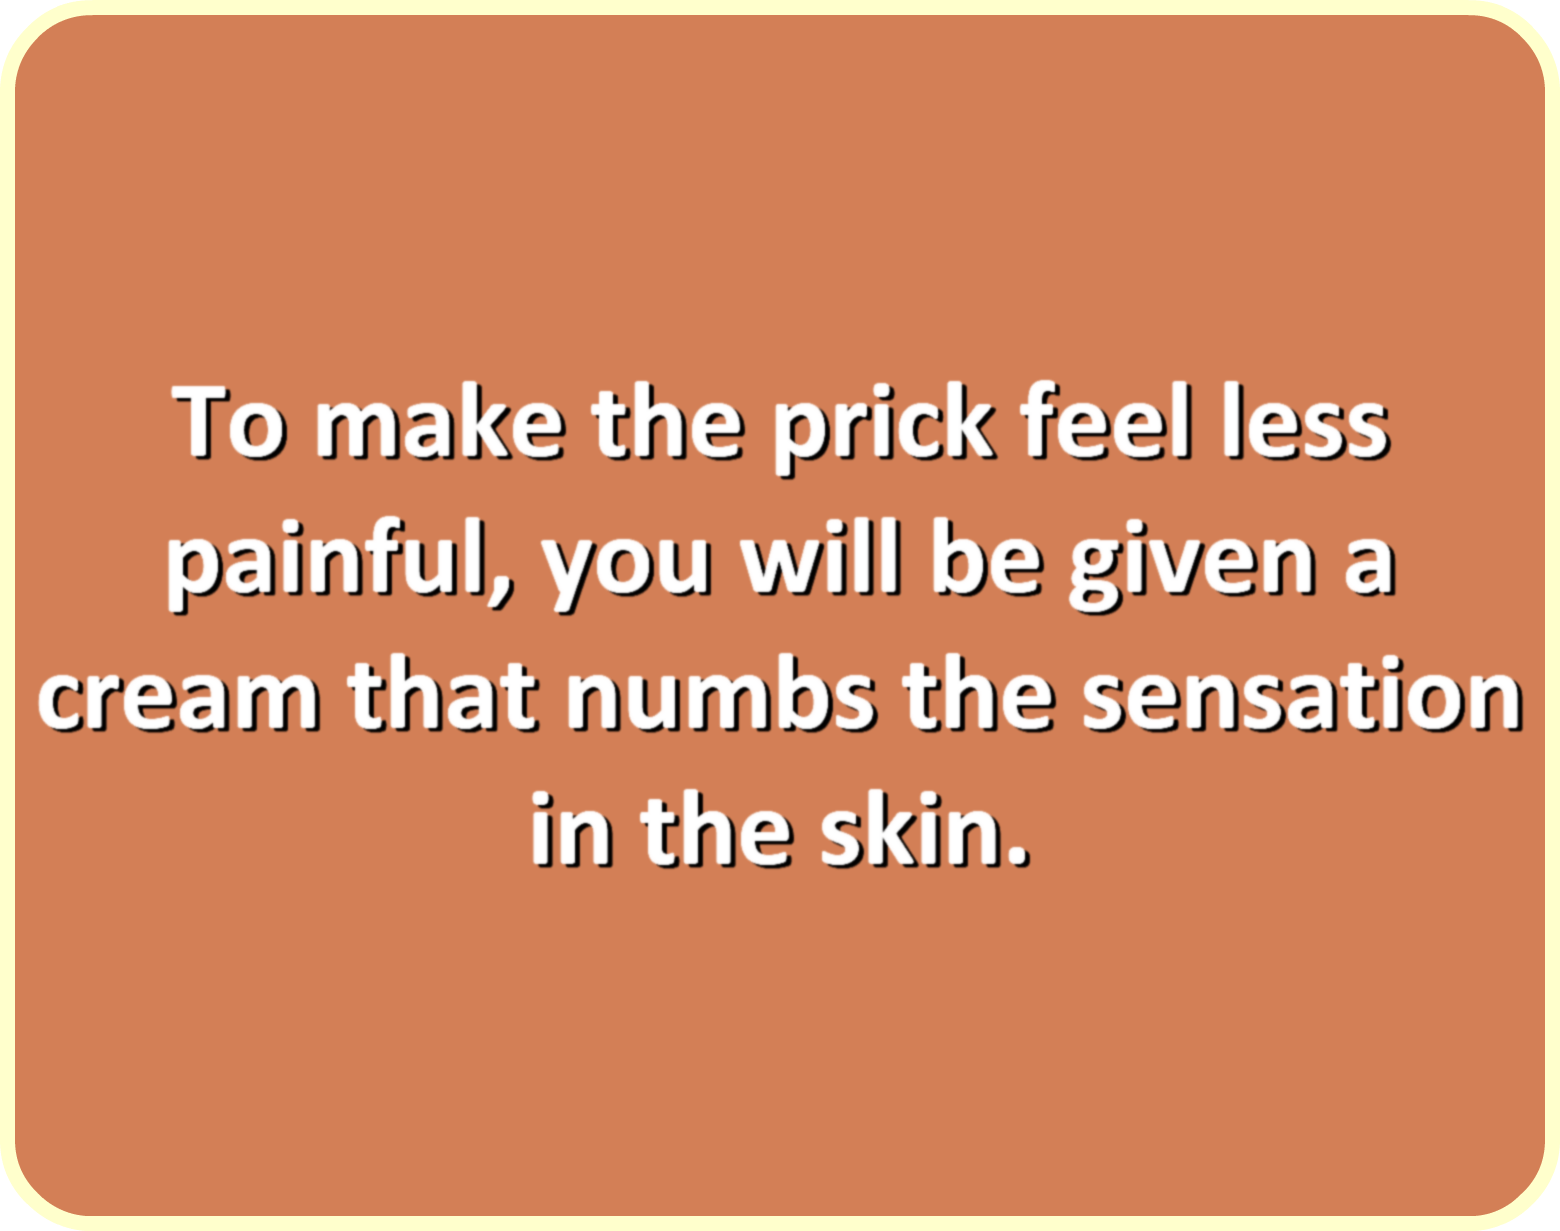 To make the prick feel less
painful, you will be given a
cream that numbs the sensation
in the skin.